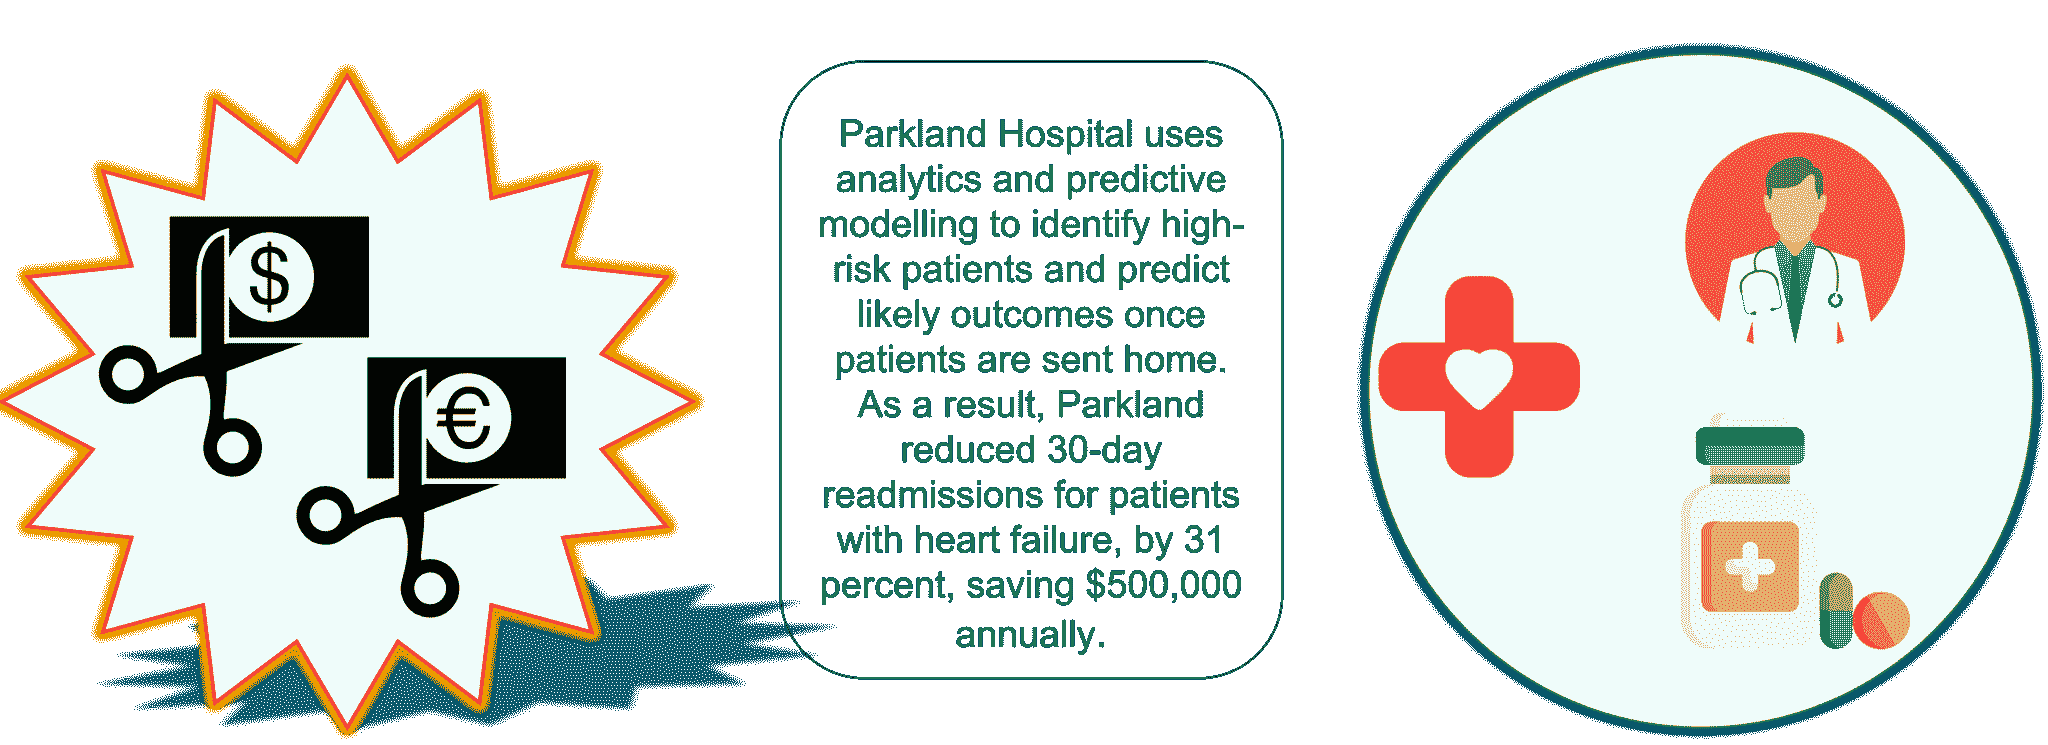 $
€
Parkland Hospital uses
analytics and predictive
modelling to identify high-
risk patients and predict
likely outcomes once
patients are sent home.
As a result, Parkland
reduced 30-day
readmissions for patients
with heart failure, by 31
percent, saving $500,000
annually.